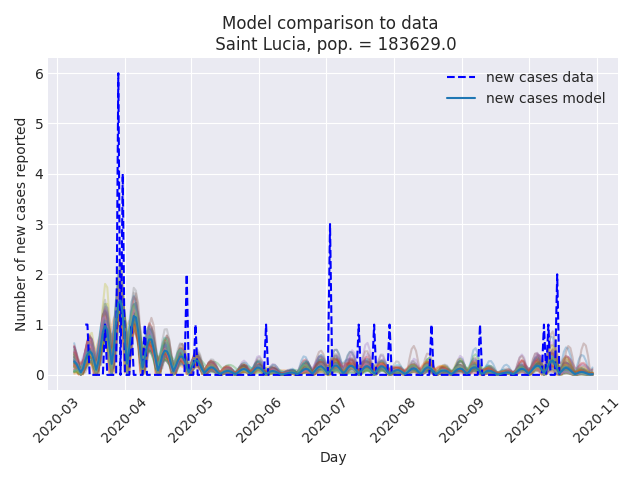 Model comparison to data
Saint Lucia, pop. = 183629.0
new cases data
new cases model
Number of new cases reported
6
5
4
3
2
1
0
2020-03
2020-04
2020-05
2020-06
2020-07
2020-08
2020-09
2020-10
2020-11
Day